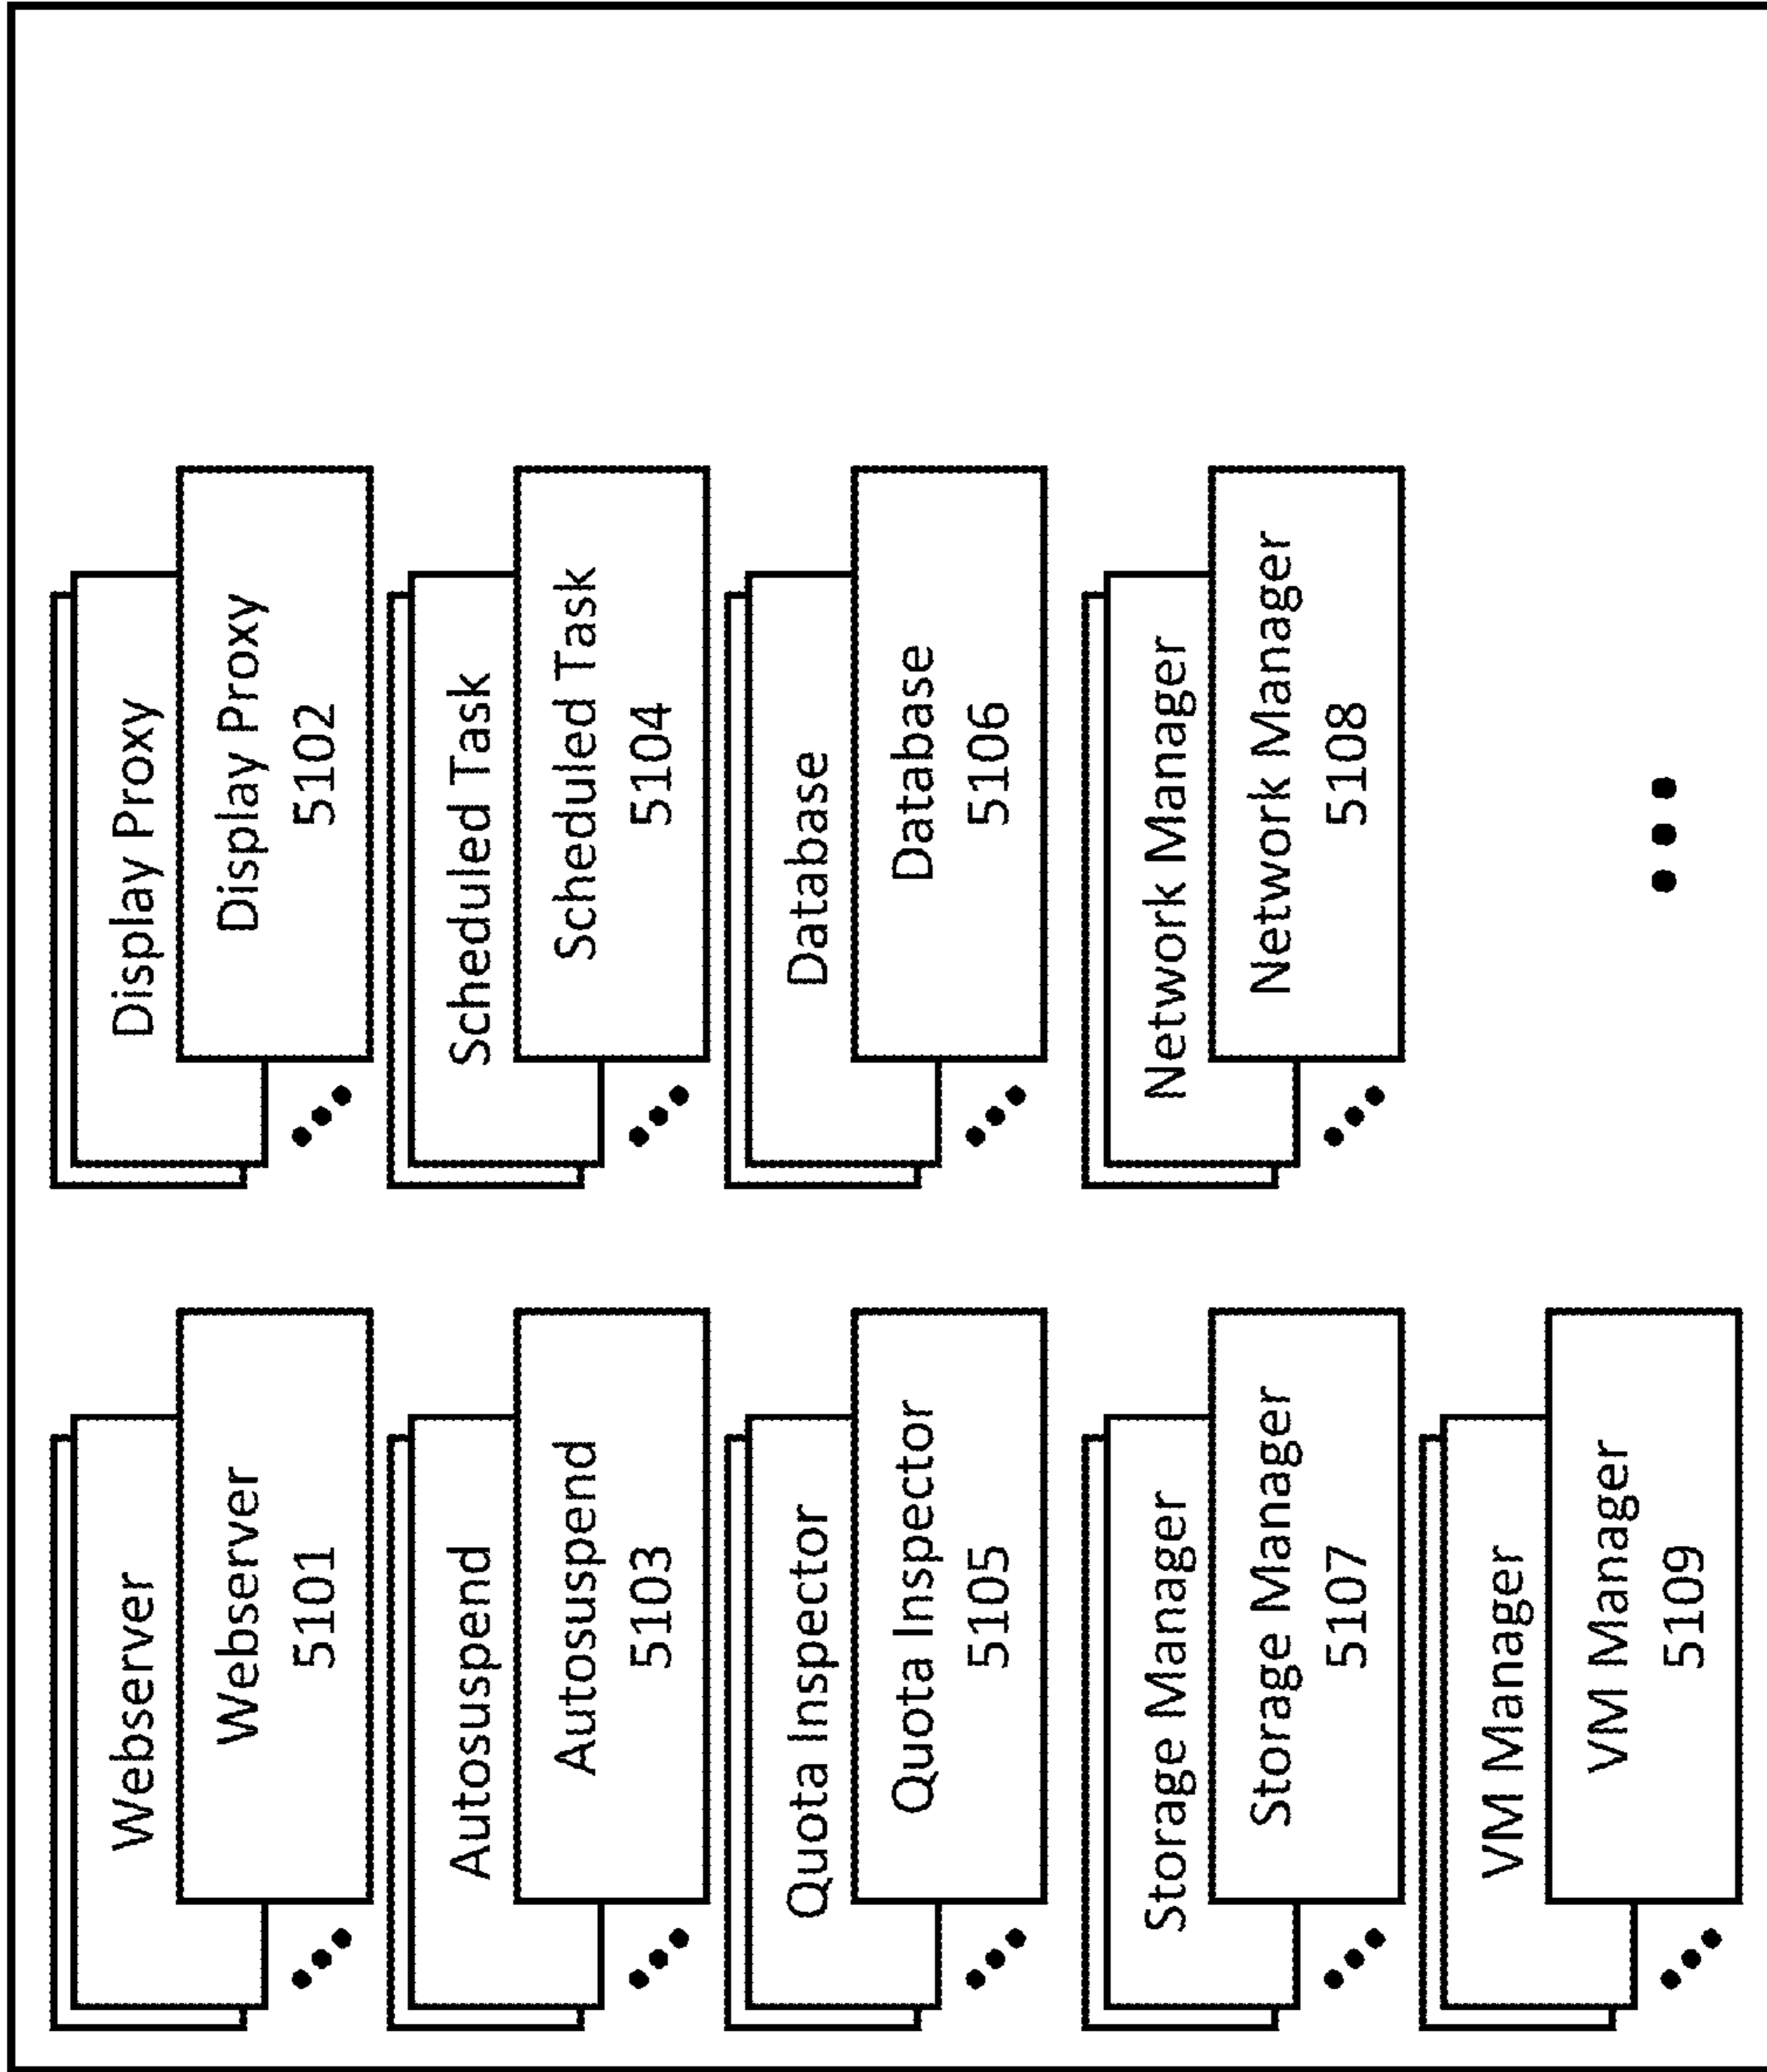 Webserver
Webserver
5101
Display Proxy
Display Proxy
5102
Autosuspend
Autosuspend
5103
Scheduled Task
Scheduled Task
5104
Quota Inspector
Quota Inspector
5105
Database
Database
5106
Storage Manager
Storage Manager
5107
Network Manager
Network Manager
5108
VM Manager
VM Manager
5109